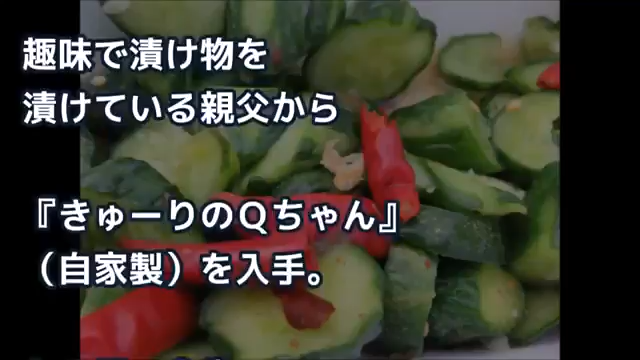 趣味で漬け物を
漬けている親父から
『きゅーりのQちゃん』
（自家製）を入手。